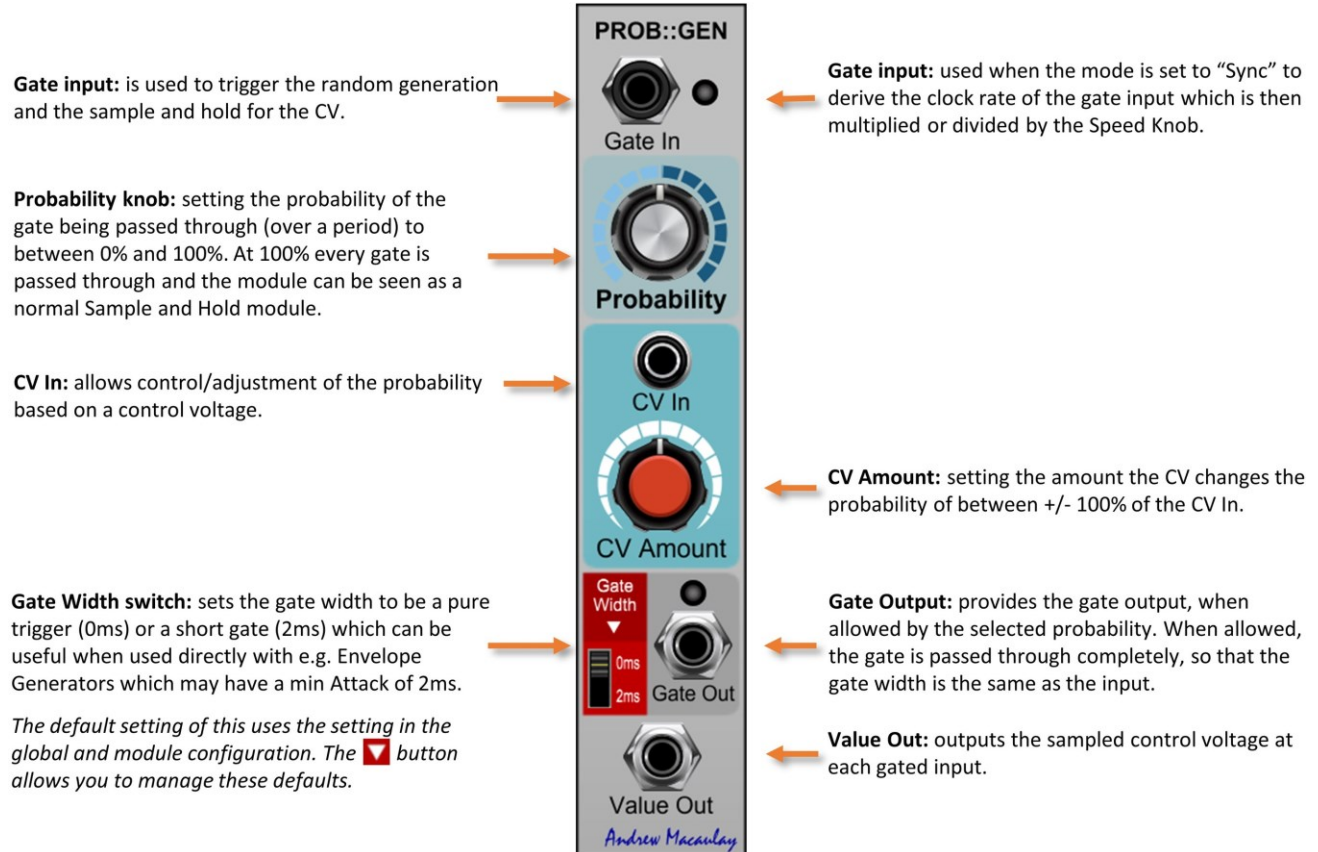 Gate input: is used to trigger the random generation
and the sample and hold for the CV.
Probability knob: setting the probability of the
gate being passed through (over a period) to
between 0% and 100%. At 100% every gate is
passed through and the module can be seen as a
normal Sample and Hold module.
CV In: allows control/adjustment of the probability
based on a control voltage.
Gate Width switch: sets the gate width to be a pure
trigger (0ms) or a short gate (2ms) which can be
useful when used directly with e.g. Envelope
Generators which may have a min Attack of 2ms.
The default setting of this uses the setting in the
global and module configuration. The button
allows you to manage these defaults.
PROB::GEN
Gate In
Probability
CV In
CV Amount
Gate
Width
0ms
2ms
Gate Out
Value Out
Andrew Macaulay
Gate input: used when the mode is set to “Sync” to
derive the clock rate of the gate input which is then
multiplied or divided by the Speed Knob.
CV Amount: setting the amount the CV changes the
probability of between +/- 100% of the CV In.
Gate Output: provides the gate output, when
allowed by the selected probability. When allowed,
the gate is passed through completely, so that the
gate width is the same as the input.
Value Out: outputs the sampled control voltage at
each gated input.